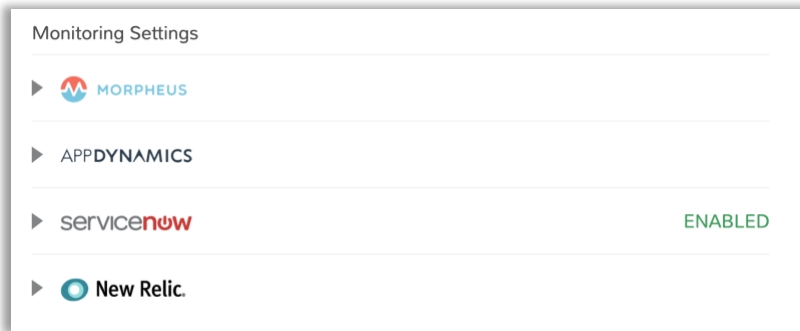 Monitoring Settings
MORPHEUS
APPDYNAMICS
servicenow ENABLED
New Relic.